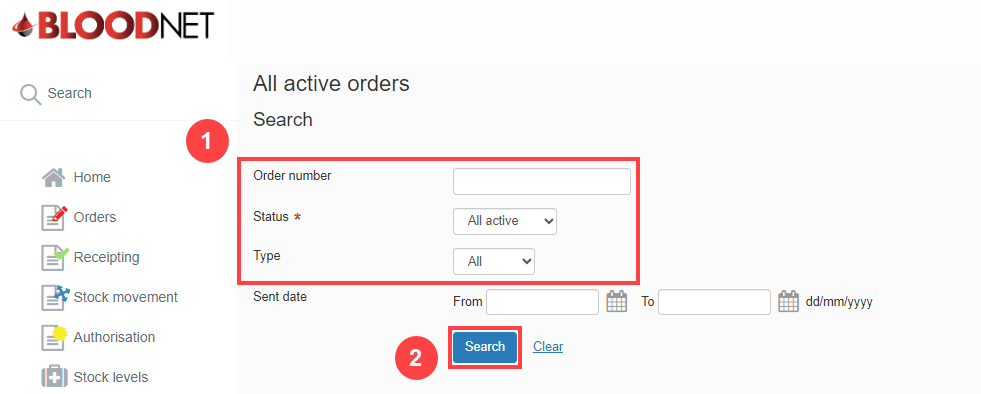 BLOODNET
Search
Home
Orders
Receipting
Stock movement
Authorisation
Stock levels
All active orders
Search
1
Order number
Status *
All active
Type
All
Sent date From To dd/mm/yyyy
2
Search Clear